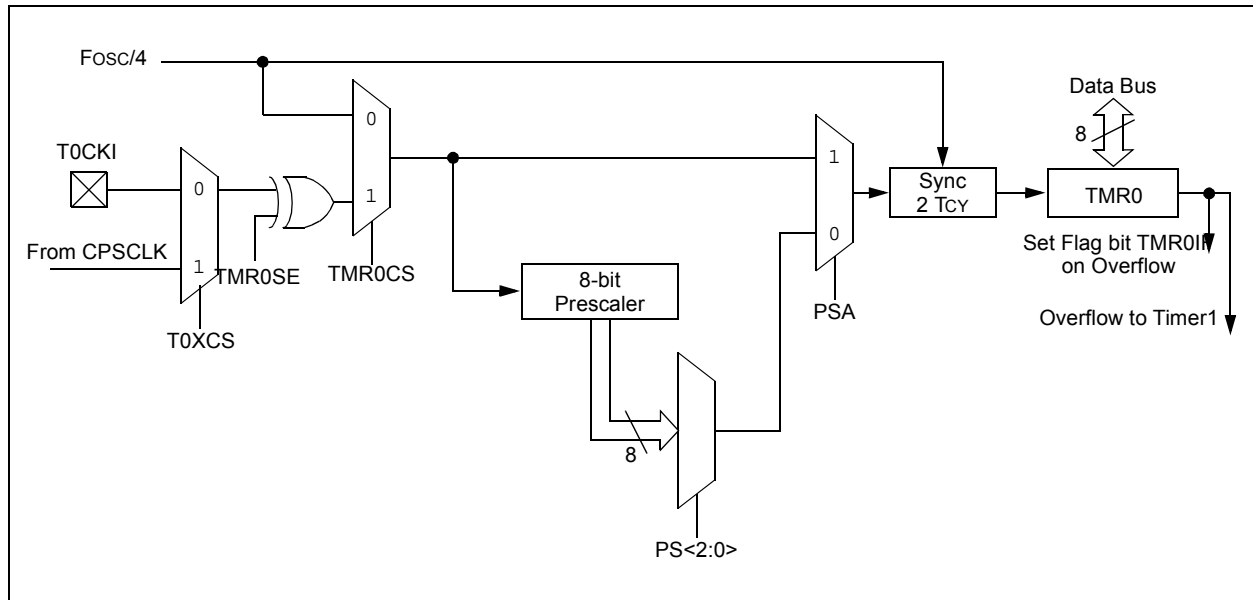 FOSC/4
Data Bus
8
0
T0CKI
1
0
1
Sync
2 TCY
TMR0
0
From CPSCLK
1
TMR0SE
TMR0CS
8-bit
Prescaler
PSA
Set Flag bit TMR0IF
on Overflow
T0XCS
Overflow to Timer1
8
PS<2:0>